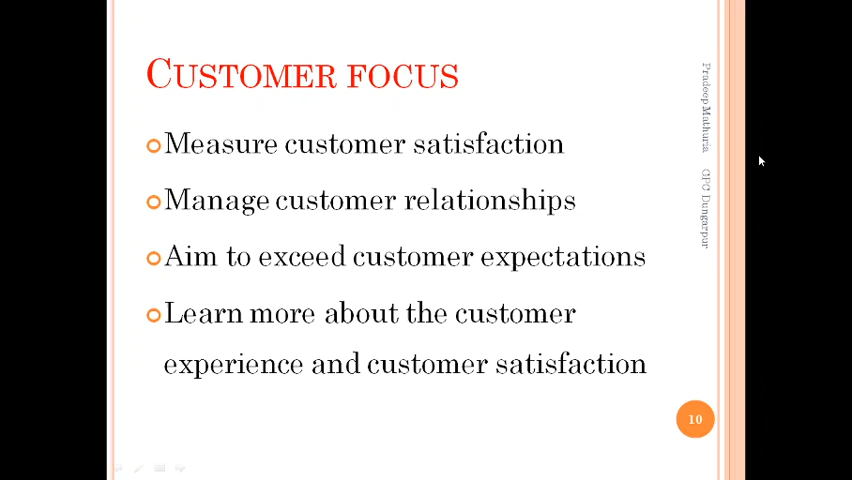 CUSTOMER FOCUS
Measure customer satisfaction
Manage customer relationships
Aim to exceed customer expectations
Learn more about the customer
experience and customer satisfaction
Pradeep Mathuria GPC Dungarpur
10